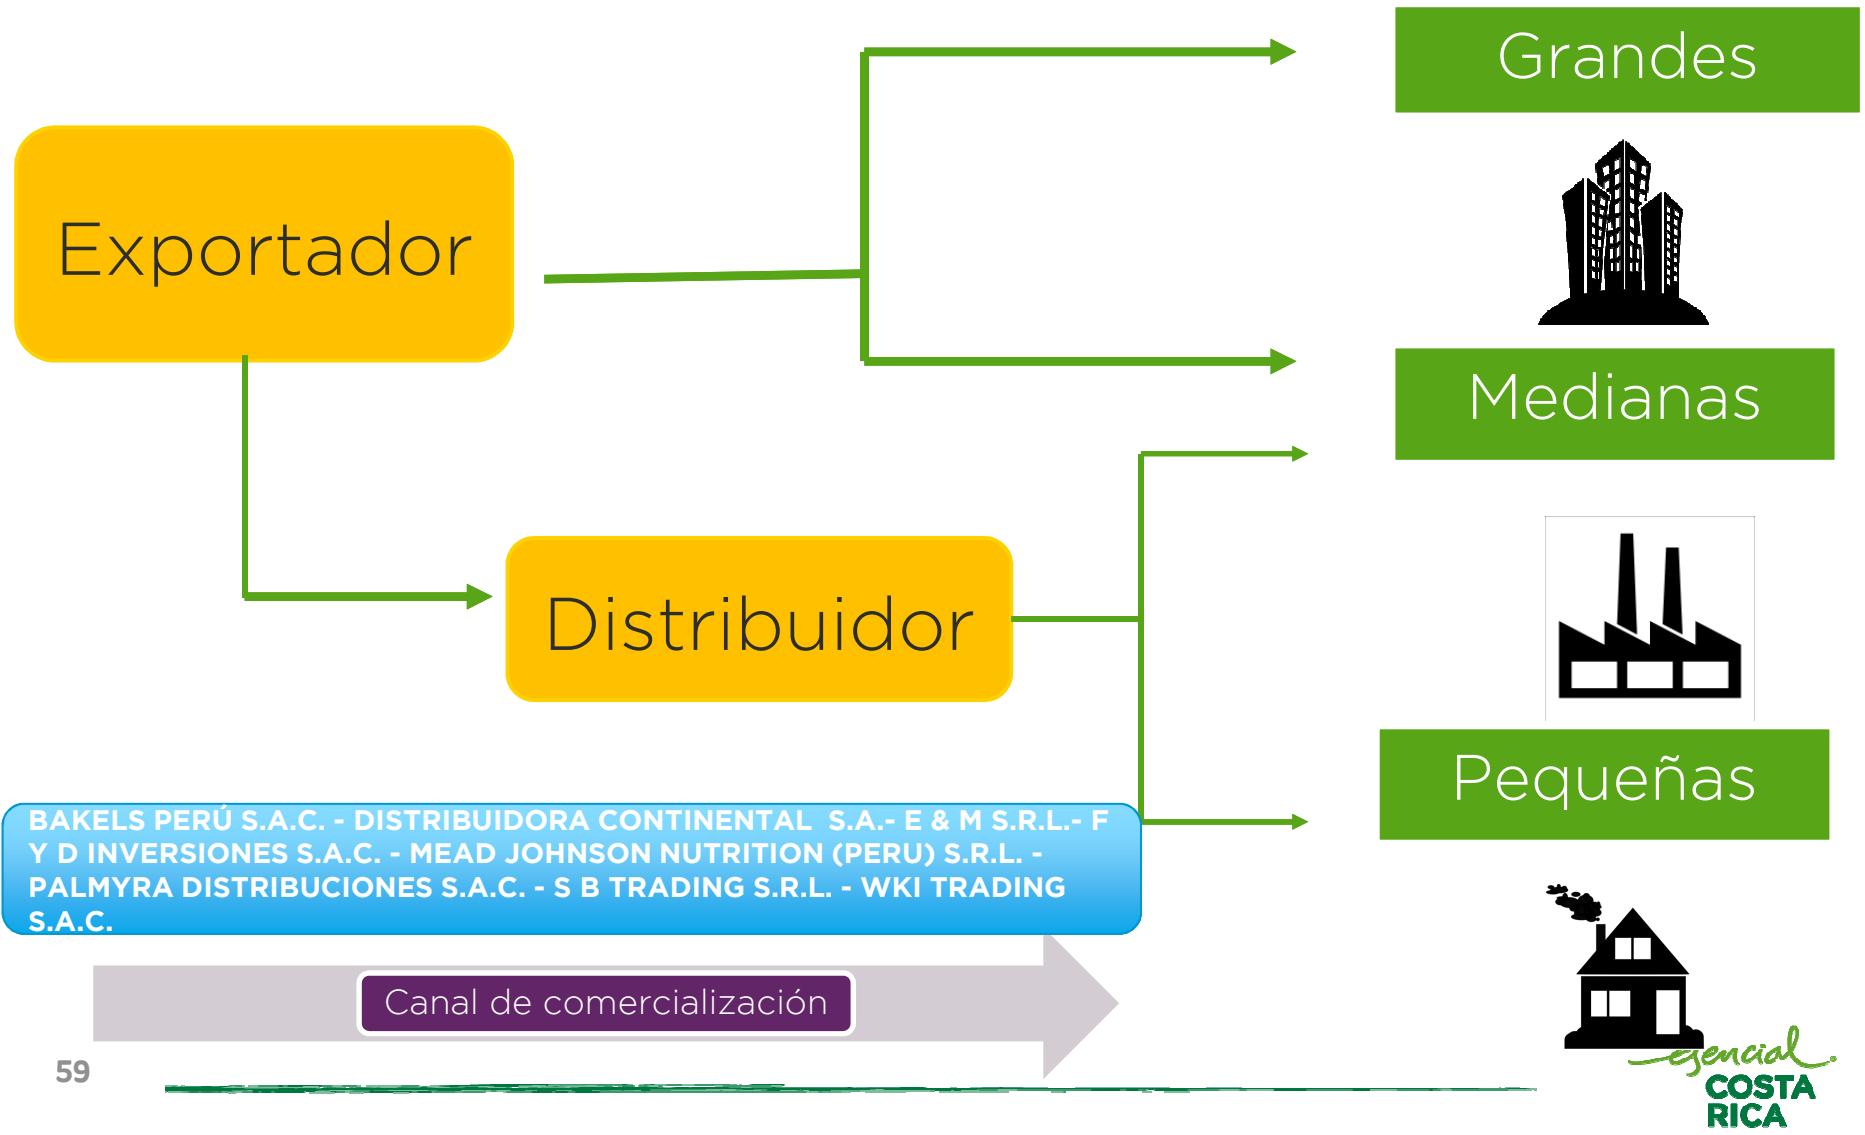 Grandes
Exportador
Medianas
Distribuidor
Pequeñas
BAKELS PERÚ S.A.C. - DISTRIBUIDORA CONTINENTAL  S.A.- E & M S.R.L.- F
Y D INVERSIONES S.A.C. - MEAD JOHNSON NUTRITION (PERU) S.R.L. -
PALMYRA DISTRIBUCIONES S.A.C. - S B TRADING S.R.L. - WKI TRADING
S.A.C.
Canal de comercialización
59
esencial
COSTA
RICA